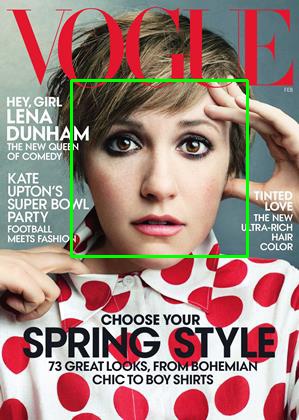 VOGUE
FEB
HEY, GIRL
LENA
DUNHAM
THE NEW QUEEN
OF COMEDY
KATE
UPTON'S
SUPER BOWL
PARTY
FOOTBALL
MEETS FASHION
TINTED
LOVE
THE NEW
ULTRA-RICH
HAIR
COLOR
CHOOSE YOUR
SPRING STYLE
73 GREAT LOOKS, FROM BOHEMIAN
CHIC TO BOY SHIRTS